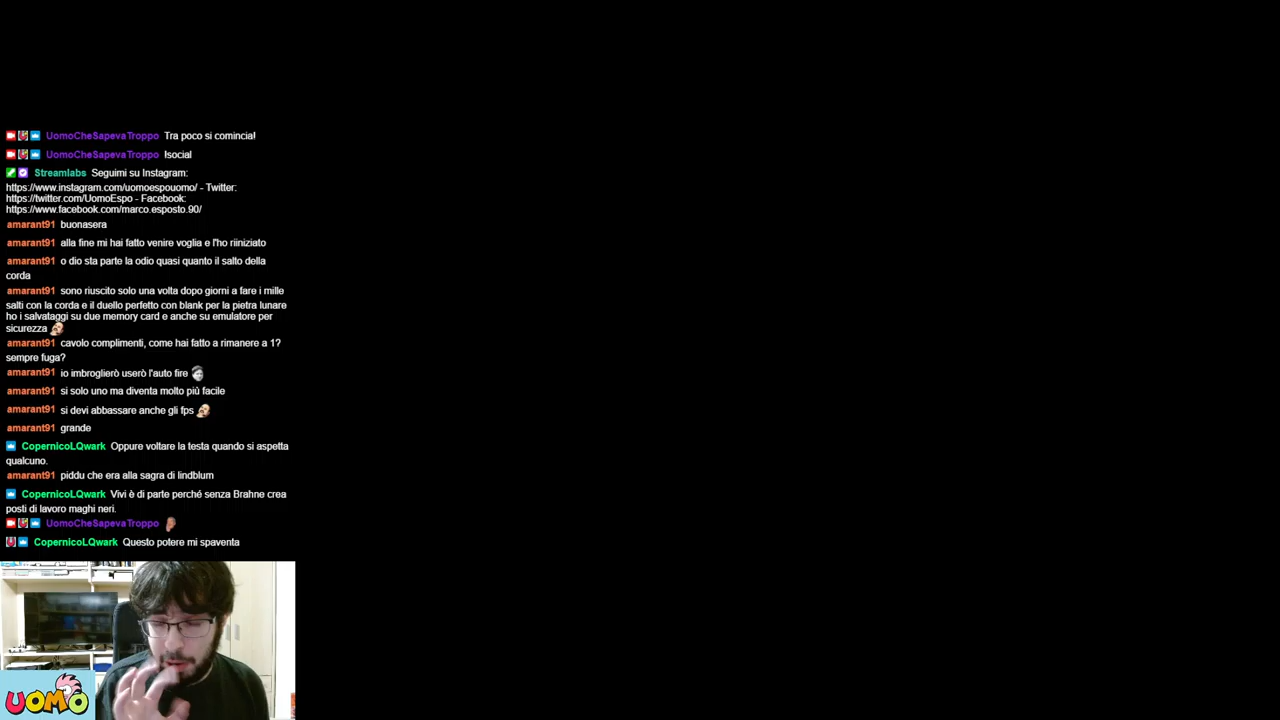 UomoCheSapevaTroppo Tra poco si comincia!
UomoCheSapevaTroppo !social
Streamlabs Seguimi su Instagram:
https://www.instagram.com/uomoespouomo/ - Twitter:
https://twitter.com/UomoEspo - Facebook:
https://www.facebook.com/marco.esposto.90/
amarant91 buonasera
amarant91 alla fine mi hai fatto venire voglia e l'ho riiniziato
amarant91 o dio sta parte la odio quasi quanto il salto della
corda
amarant91 sono riuscito solo una volta dopo giorni a fare i mille
salti con la corda e il duello perfetto con blank per la pietra lunare
ho i salvataggi su due memory card e anche su emulatore per
sicurezza
amarant91 cavolo complimenti, come hai fatto a rimanere a 1?
sempre fuga?
amarant91 io imbroglierò userò l'auto fire
amarant91 si solo uno ma diventa molto più facile
amarant91 si devi abbassare anche gli fps
amarant91 grande
CopernicoLQwark Oppure voltare la testa quando si aspetta
qualcuno.
amarant91 piddu che era alla sagra di lindblum
CopernicoLQwark Vivi è di parte perché senza Brahne crea
posti di lavoro maghi neri.
UomoCheSapevaTroppo
CopernicoLQwark Questo potere mi spaventa
UOMO